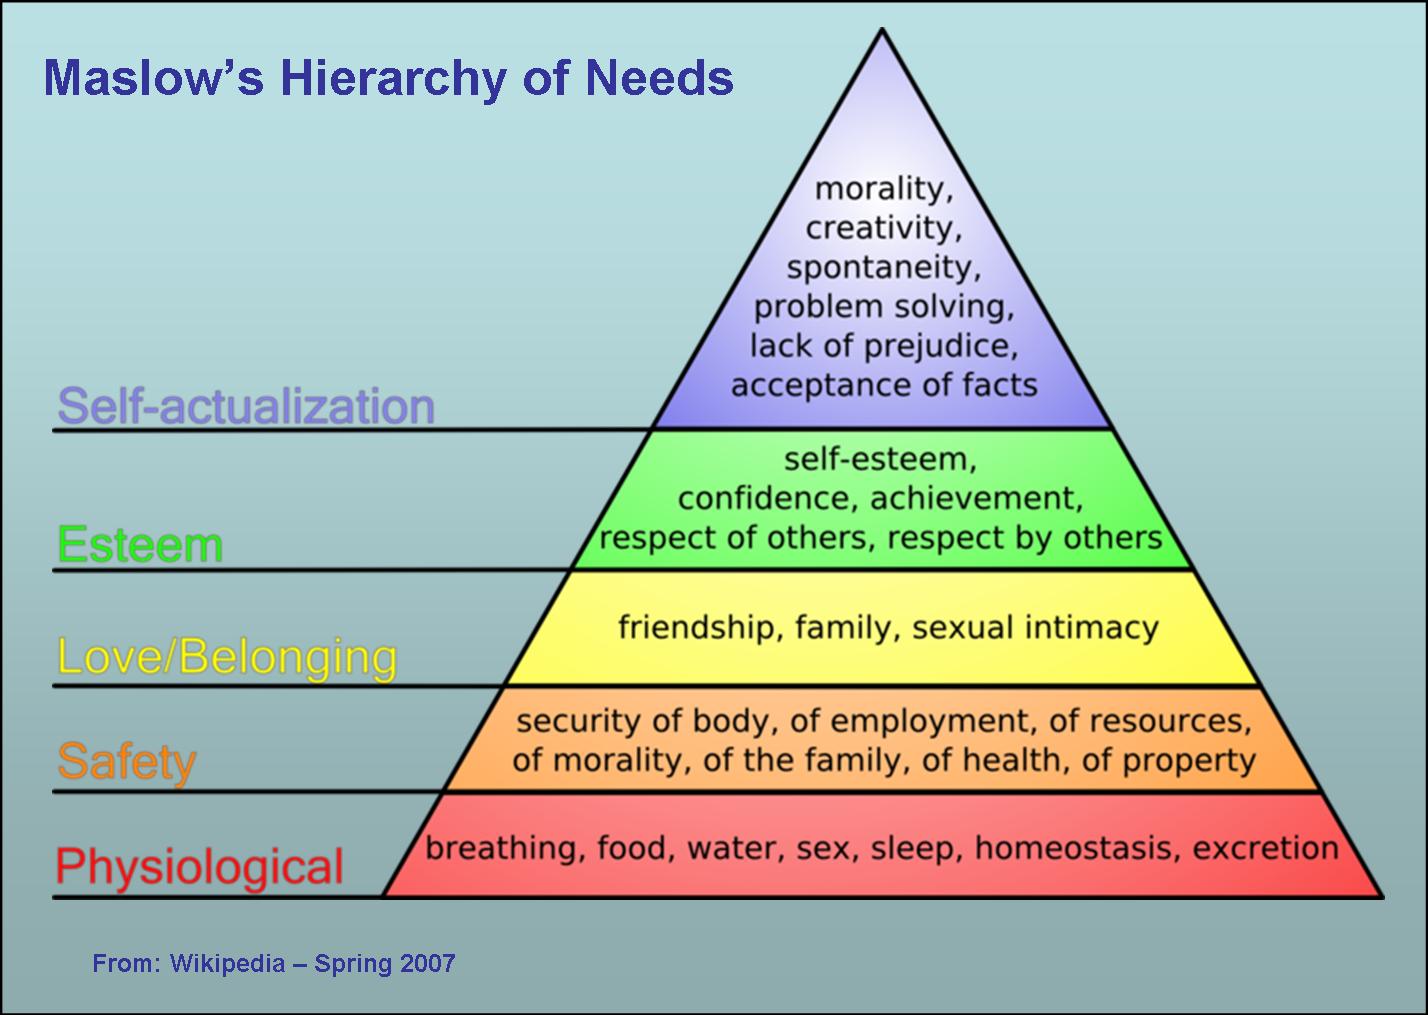 Maslow’s Hierarchy of Needs
morality,
creativity,
spontaneity,
problem solving,
lack of prejudice,
acceptance of facts
Self-actualization
self-esteem,
confidence, achievement,
respect of others, respect by others
Esteem
friendship, family, sexual intimacy
Love/Belonging
security of body, of employment, of resources,
of morality, of the family, of health, of property
Safety
breathing, food, water, sex, sleep, homeostasis, excretion
Physiological
From: Wikipedia – Spring 2007